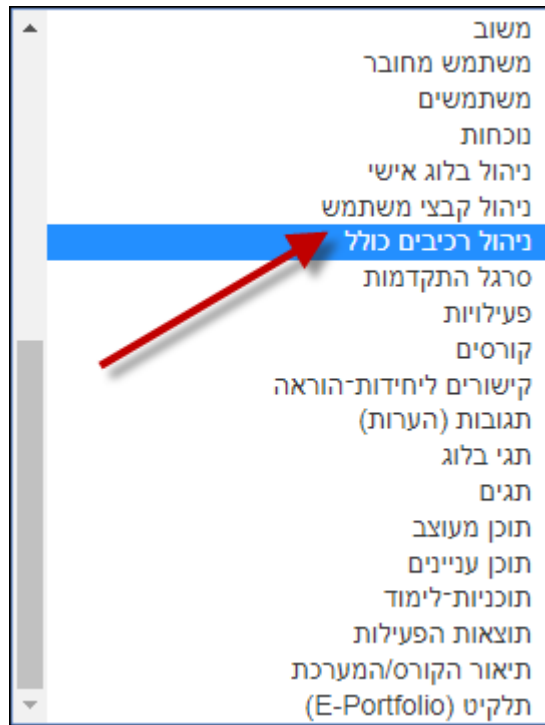 משוב
משתמש מחובר
משתמשים
נוכחות
ניהול בלוג אישי
ניהול קבצי משתמש
ניהול רכיבים כולל
סרגל התקדמות
פעילויות
קורסים
קישורים ליחידות־הוראה
תגובות (הערות)
תגי בלוג
תגים
תוכן מעוצב
תוכן עניינים
תוכניות־לימוד
תוצאות הפעילות
תיאור הקורס/המערכת
תלקיט (E-Portfolio)